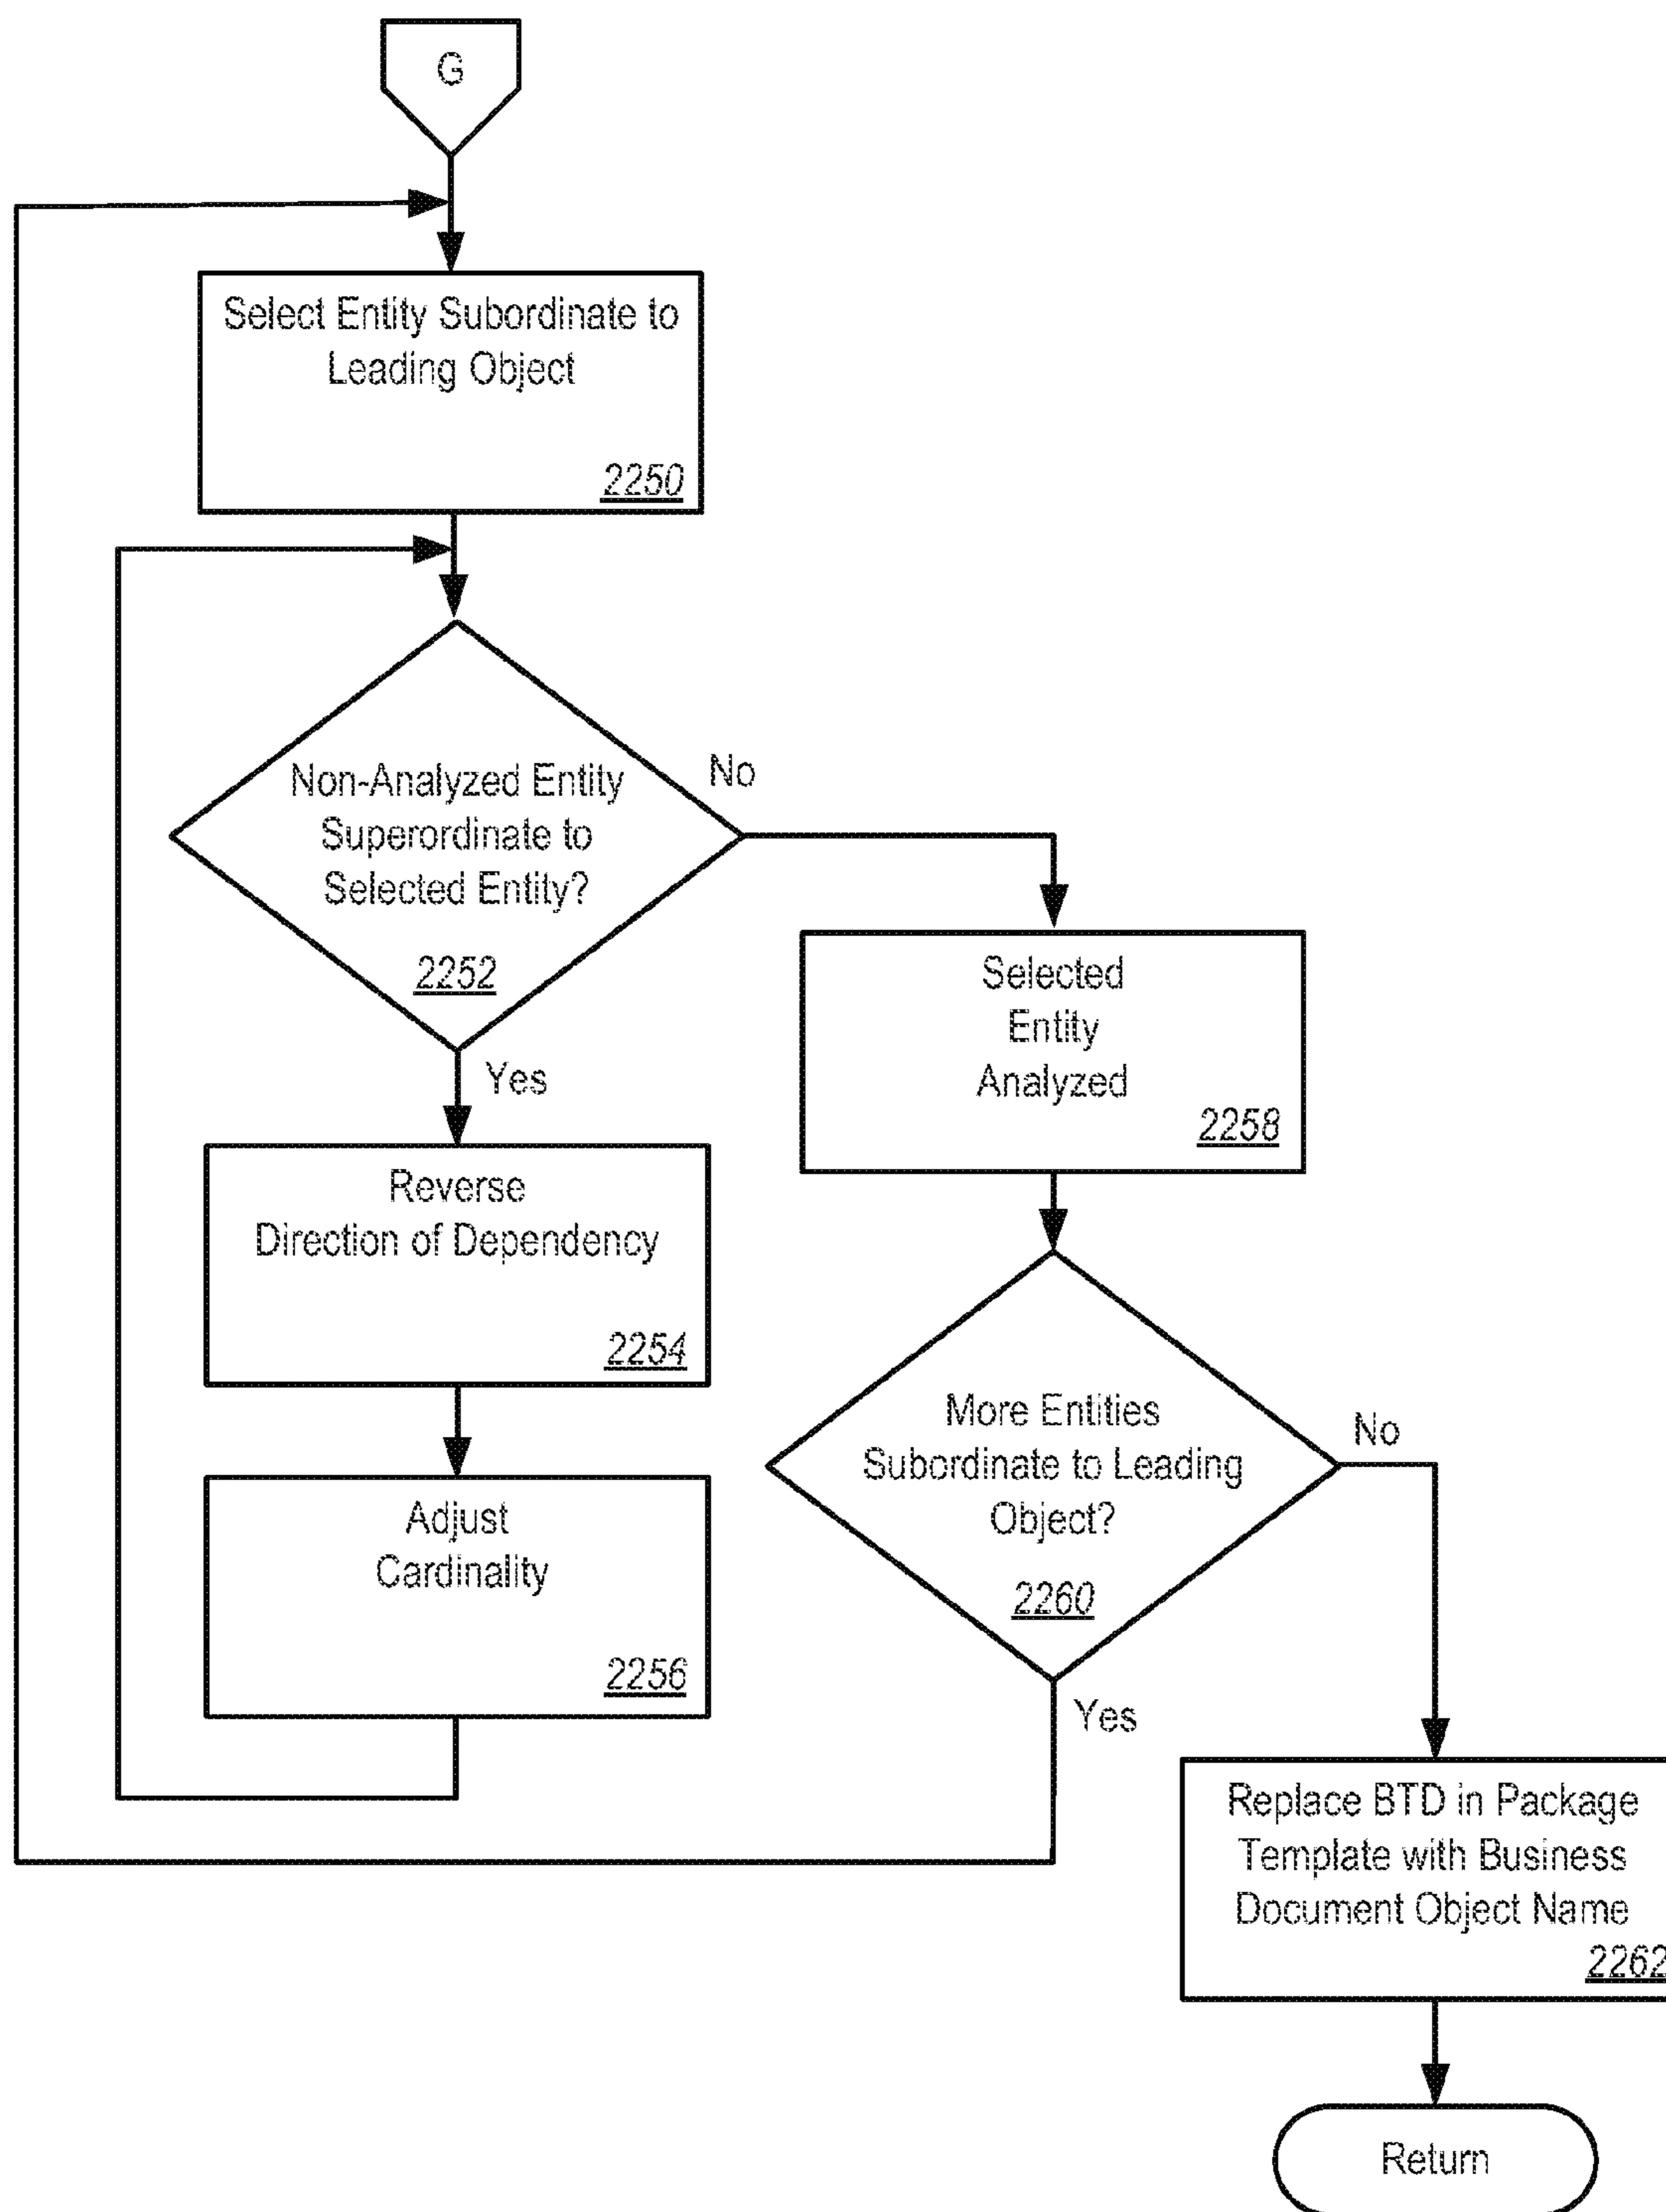 G
Select Entity Subordinate to
Leading Object
2250
Non-Analyzed Entity
Superordinate to
Selected Entity?
2252
No
Yes
Reverse
Direction of Dependency
2254
Adjust
Cardinality
2256
Selected
Entity
Analyzed
2258
More Entities
Subordinate to Leading
Object?
2260
No
Yes
Replace BTD in Package
Template with Business
Document Object Name
2262
Return